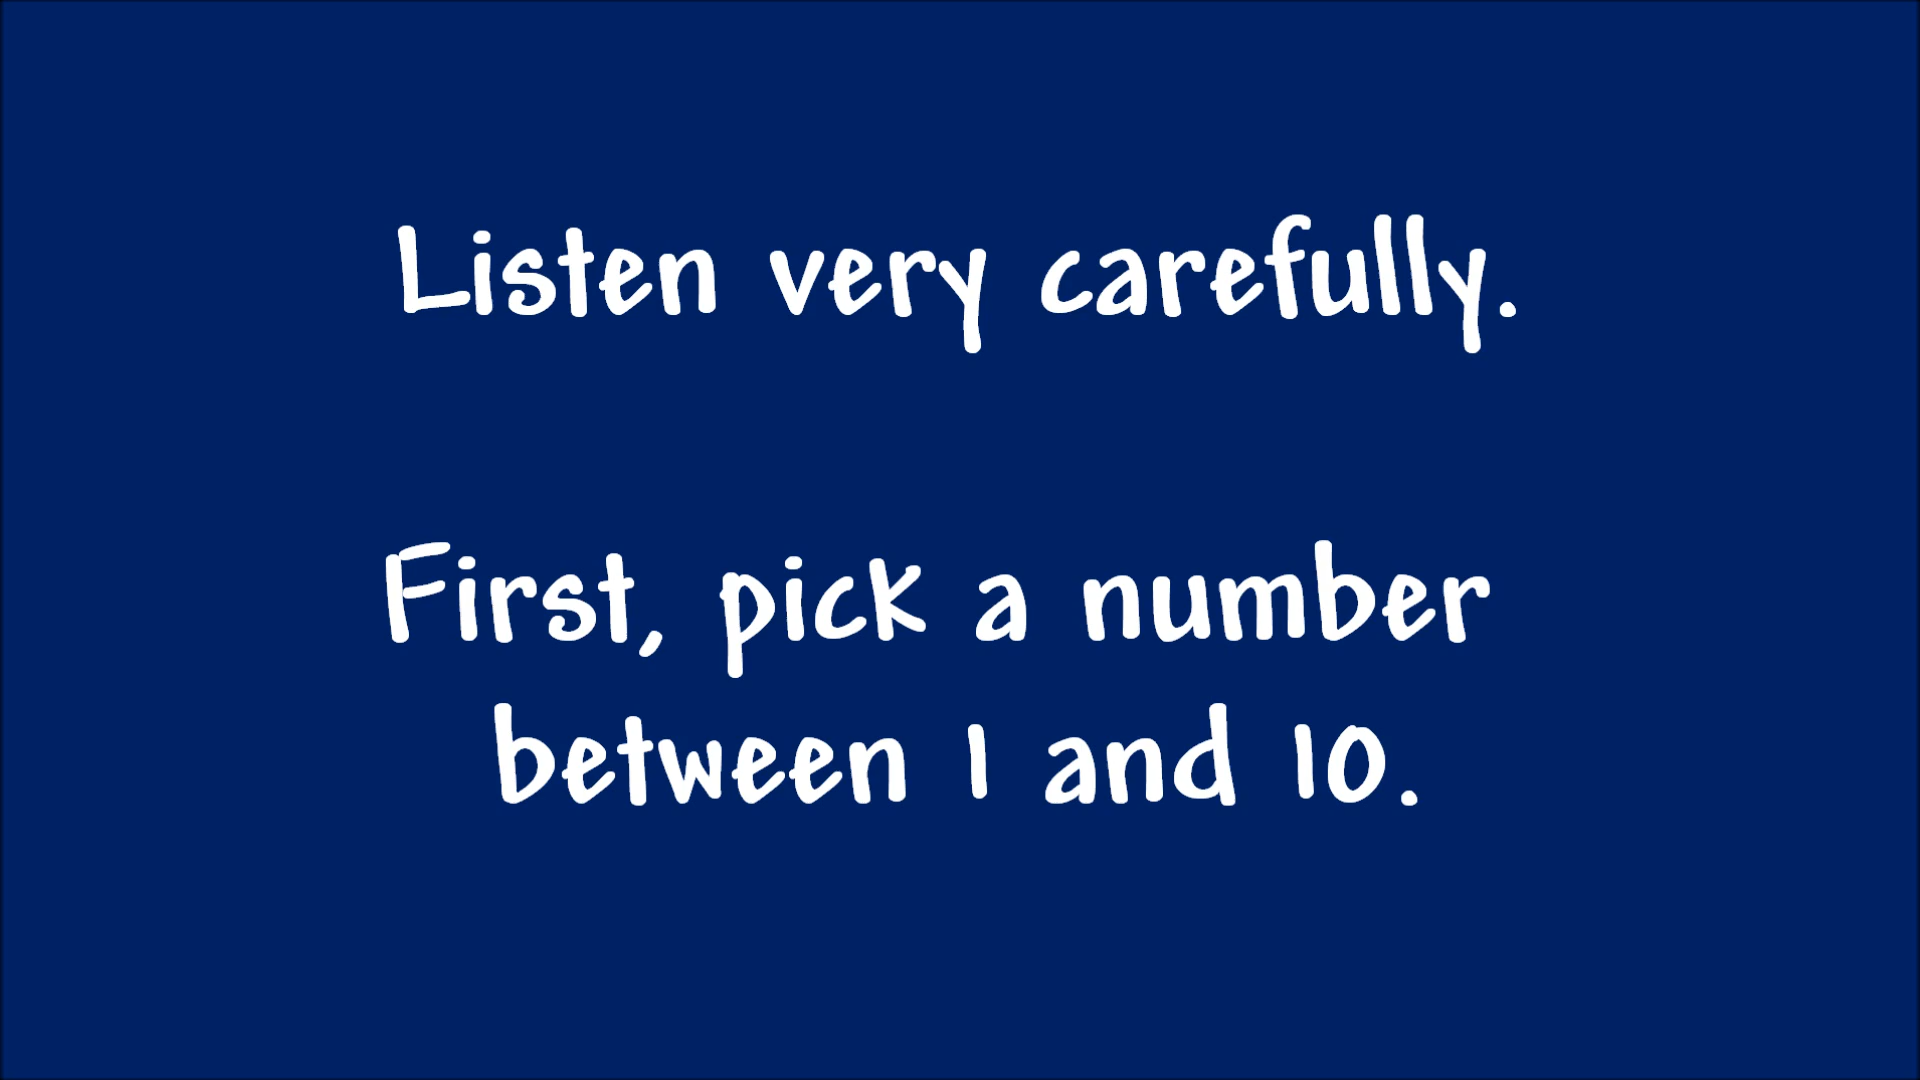 Listen very carefully.
First, pick a number
between 1 and 10.